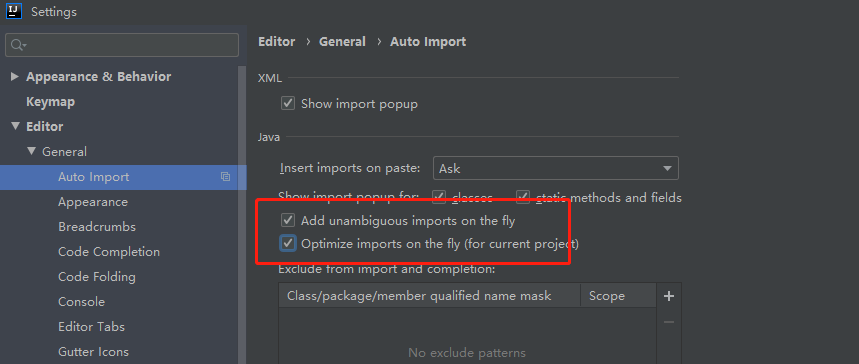 IJ Settings
Editor › General › Auto Import
Appearance & Behavior
Keymap
Editor
General
Auto Import
Appearance
Breadcrumbs
Code Completion
Code Folding
Console
Editor Tabs
Gutter Icons
XML
Show import popup
Java
Insert imports on paste: Ask
Show import popup for: classes static methods and fields
Add unambiguous imports on the fly
Optimize imports on the fly (for current project)
Exclude from import and completion:
Class/package/member qualified name mask Scope
No exclude patterns